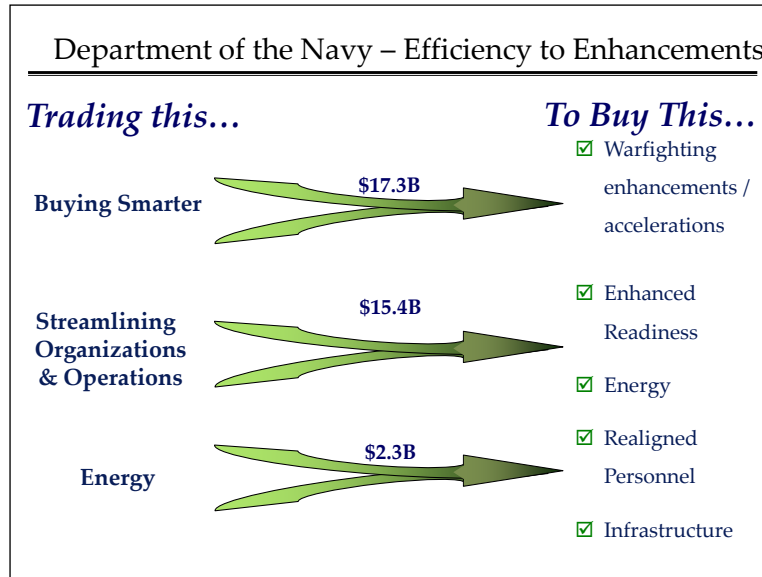 Department of the Navy – Efficiency to Enhancements
Trading this…
To Buy This…
Buying Smarter
$17.3B
Streamlining
Organizations
& Operations
$15.4B
Energy
$2.3B
☑ Warfighting
enhancements /
accelerations
☑ Enhanced
Readiness
☑ Energy
☑ Realigned
Personnel
☑ Infrastructure